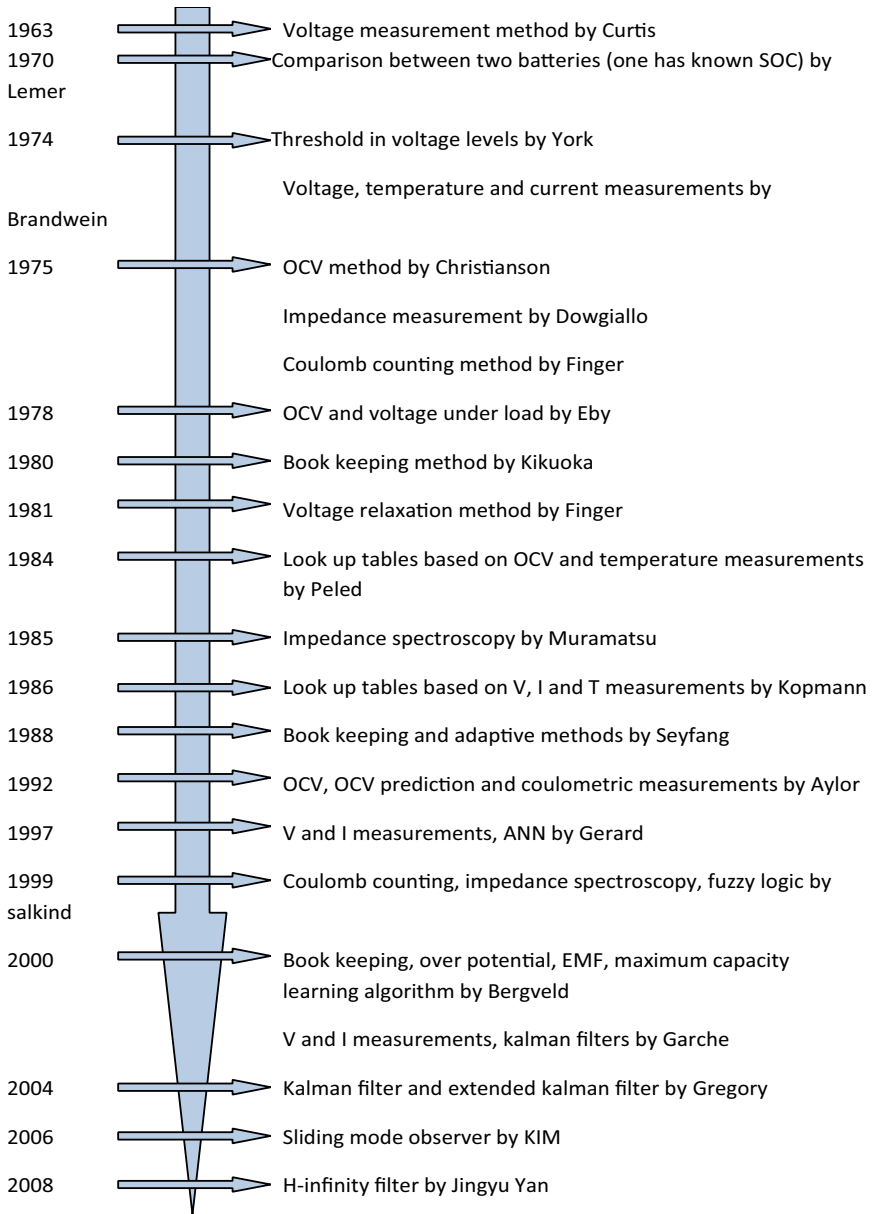 1963 Voltage measurement method by Curtis
1970 Comparison between two batteries (one has known SOC) by
Lemer
1974 Threshold in voltage levels by York
Voltage, temperature and current measurements by
Brandwein
1975 OCV method by Christianson
Impedance measurement by Dowgiallo
Coulomb counting method by Finger
1978 OCV and voltage under load by Eby
1980 Book keeping method by Kikuoka
1981 Voltage relaxation method by Finger
1984 Look up tables based on OCV and temperature measurements
by Peled
1985 Impedance spectroscopy by Muramatsu
1986 Look up tables based on V, I and T measurements by Kopmann
1988 Book keeping and adaptive methods by Seyfang
1992 OCV, OCV prediction and coulometric measurements by Aylor
1997 V and I measurements, ANN by Gerard
1999 Coulomb counting, impedance spectroscopy, fuzzy logic by
salkind
2000 Book keeping, over potential, EMF, maximum capacity
learning algorithm by Bergveld
V and I measurements, kalman filters by Garche
2004 Kalman filter and extended kalman filter by Gregory
2006 Sliding mode observer by KIM
2008 H-infinity filter by Jingyu Yan